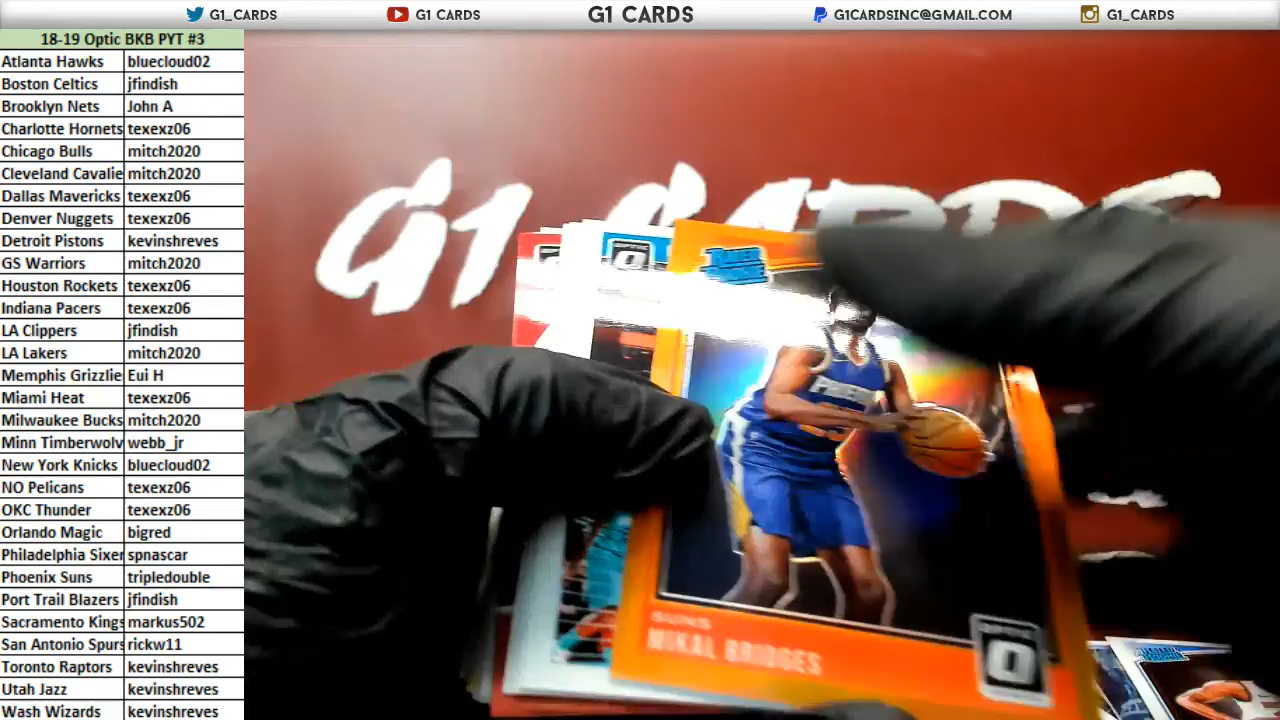 G1_CARDS
G1 CARDS
G1 CARDS
G1CARDSINC@GMAIL.COM
G1_CARDS
18-19 Optic BKB PYT #3
Atlanta Hawks bluecloud02
Boston Celtics jfindish
Brooklyn Nets John A
Charlotte Hornets texexz06
Chicago Bulls mitch2020
Cleveland Cavalie mitch2020
Dallas Mavericks texexz06
Denver Nuggets texexz06
Detroit Pistons kevinshreves
GS Warriors mitch2020
Houston Rockets texexz06
Indiana Pacers texexz06
LA Clippers jfindish
LA Lakers mitch2020
Memphis Grizzlie Eui H
Miami Heat texexz06
Milwaukee Bucks mitch2020
Minn Timberwolv webb_jr
New York Knicks bluecloud02
NO Pelicans texexz06
OKC Thunder texexz06
Orlando Magic bigred
Philadelphia Sixer spnascar
Phoenix Suns tripledouble
Port Trail Blazers jfindish
Sacramento Kings markus502
San Antonio Spurs rickw11
Toronto Raptors kevinshreves
Utah Jazz kevinshreves
Wash Wizards kevinshreves
G1 CARDS
RATED ROOKIE
SUNS
MIKAL BRIDGES
OPTIC